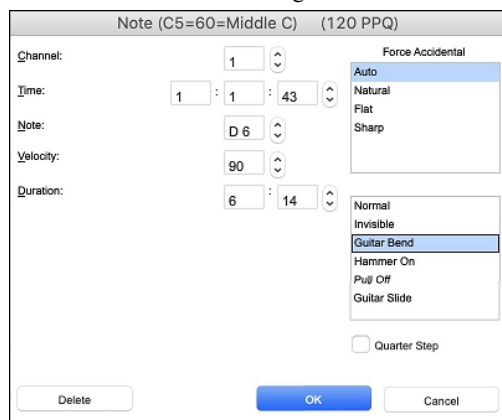 Note (C5=60=Middle C) (120 PPQ)
Channel: 1
Force Accidental
Auto
Time: 1 : 1 : 43
Natural
Flat
Note: D 6
Sharp
Velocity: 90
Duration: 6 : 14
Normal
Invisible
Guitar Bend
Hammer On
Pull Off
Guitar Slide
Quarter Step
Delete OK Cancel